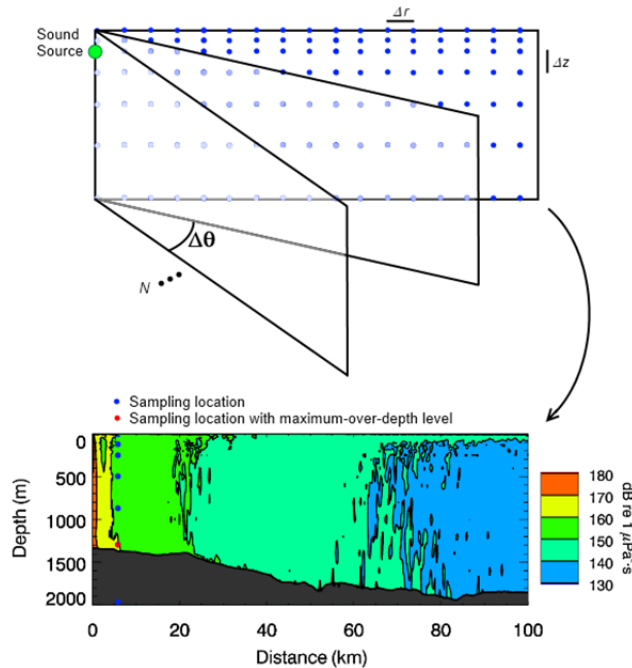 Δr
Sound
Source
Δz
Δθ
N
Sampling location
Sampling location with maximum-over-depth level
0
500
1000
1500
2000
Depth (m)
0 20 40 60 80 100
Distance (km)
180
170
160
150
140
130
dB re 1 μPa²·s